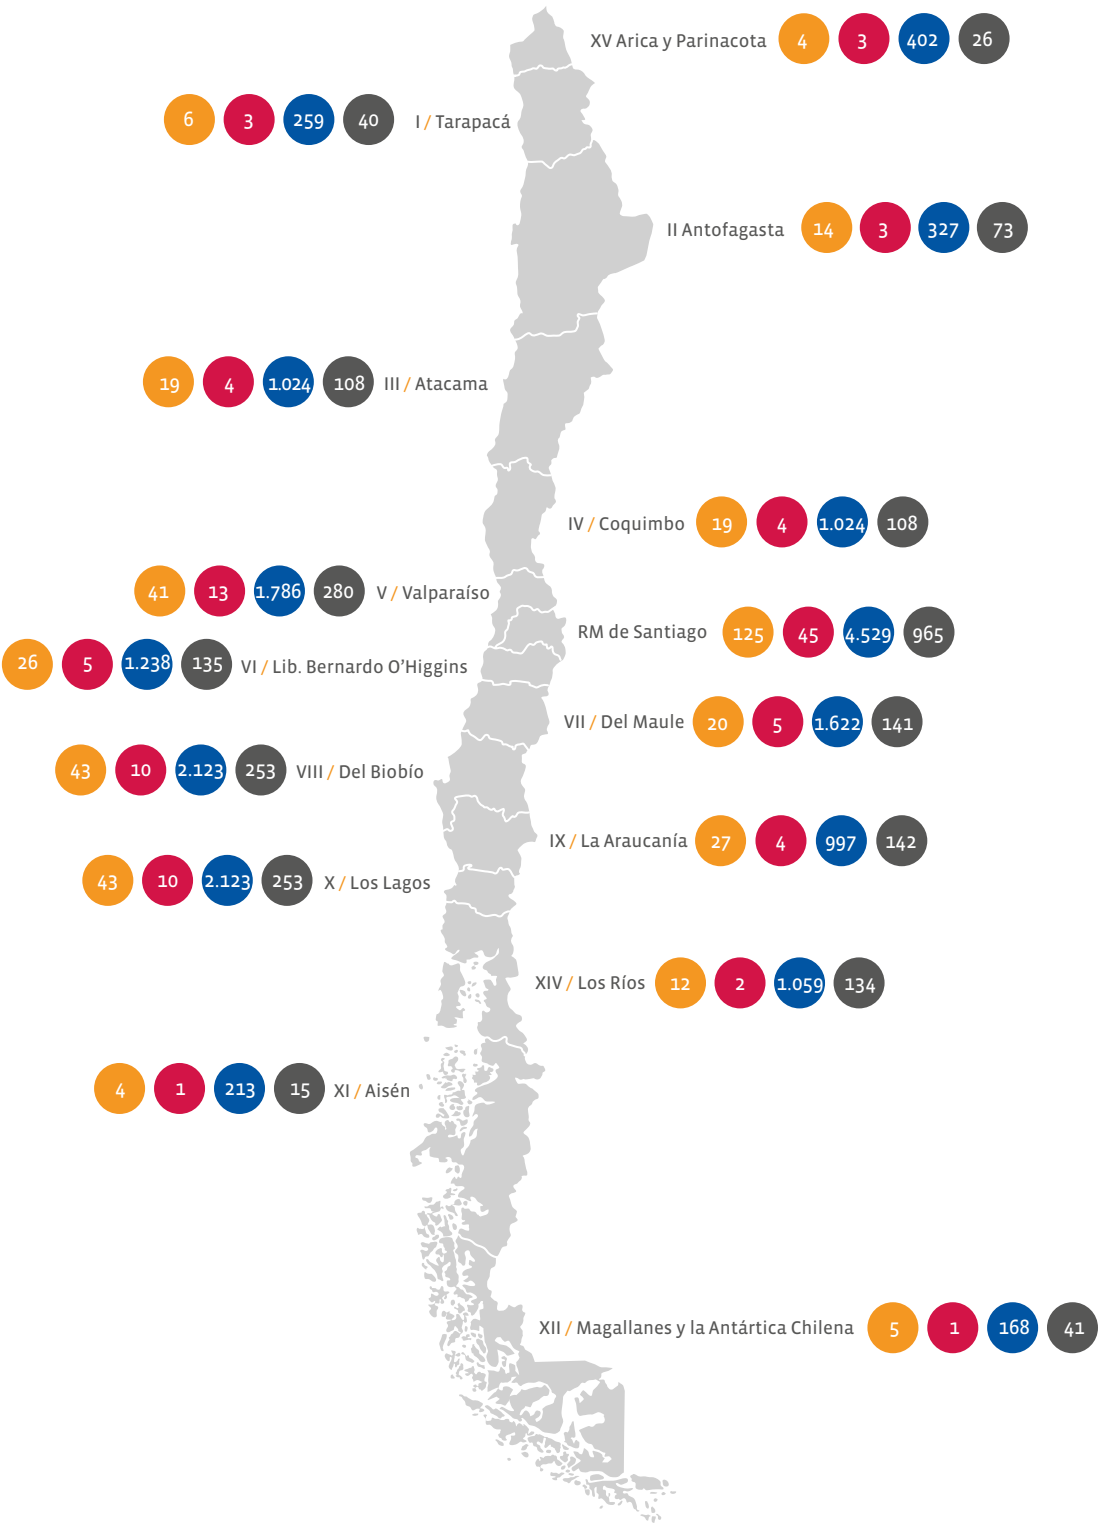 XV Arica y Parinacota 4 3 402 26
6 3 259 40 I / Tarapacá
II Antofagasta 14 3 327 73
19 4 1.024 108 III / Atacama
IV / Coquimbo 19 4 1.024 108
41 13 1.786 280 V / Valparaíso
RM de Santiago 125 45 4.529 965
26 5 1.238 135 VI / Lib. Bernardo O’Higgins
VII / Del Maule 20 5 1.622 141
43 10 2.123 253 VIII / Del Biobío
IX / La Araucanía 27 4 997 142
43 10 2.123 253 X / Los Lagos
XIV / Los Ríos 12 2 1.059 134
4 1 213 15 XI / Aisén
XII / Magallanes y la Antártica Chilena 5 1 168 41